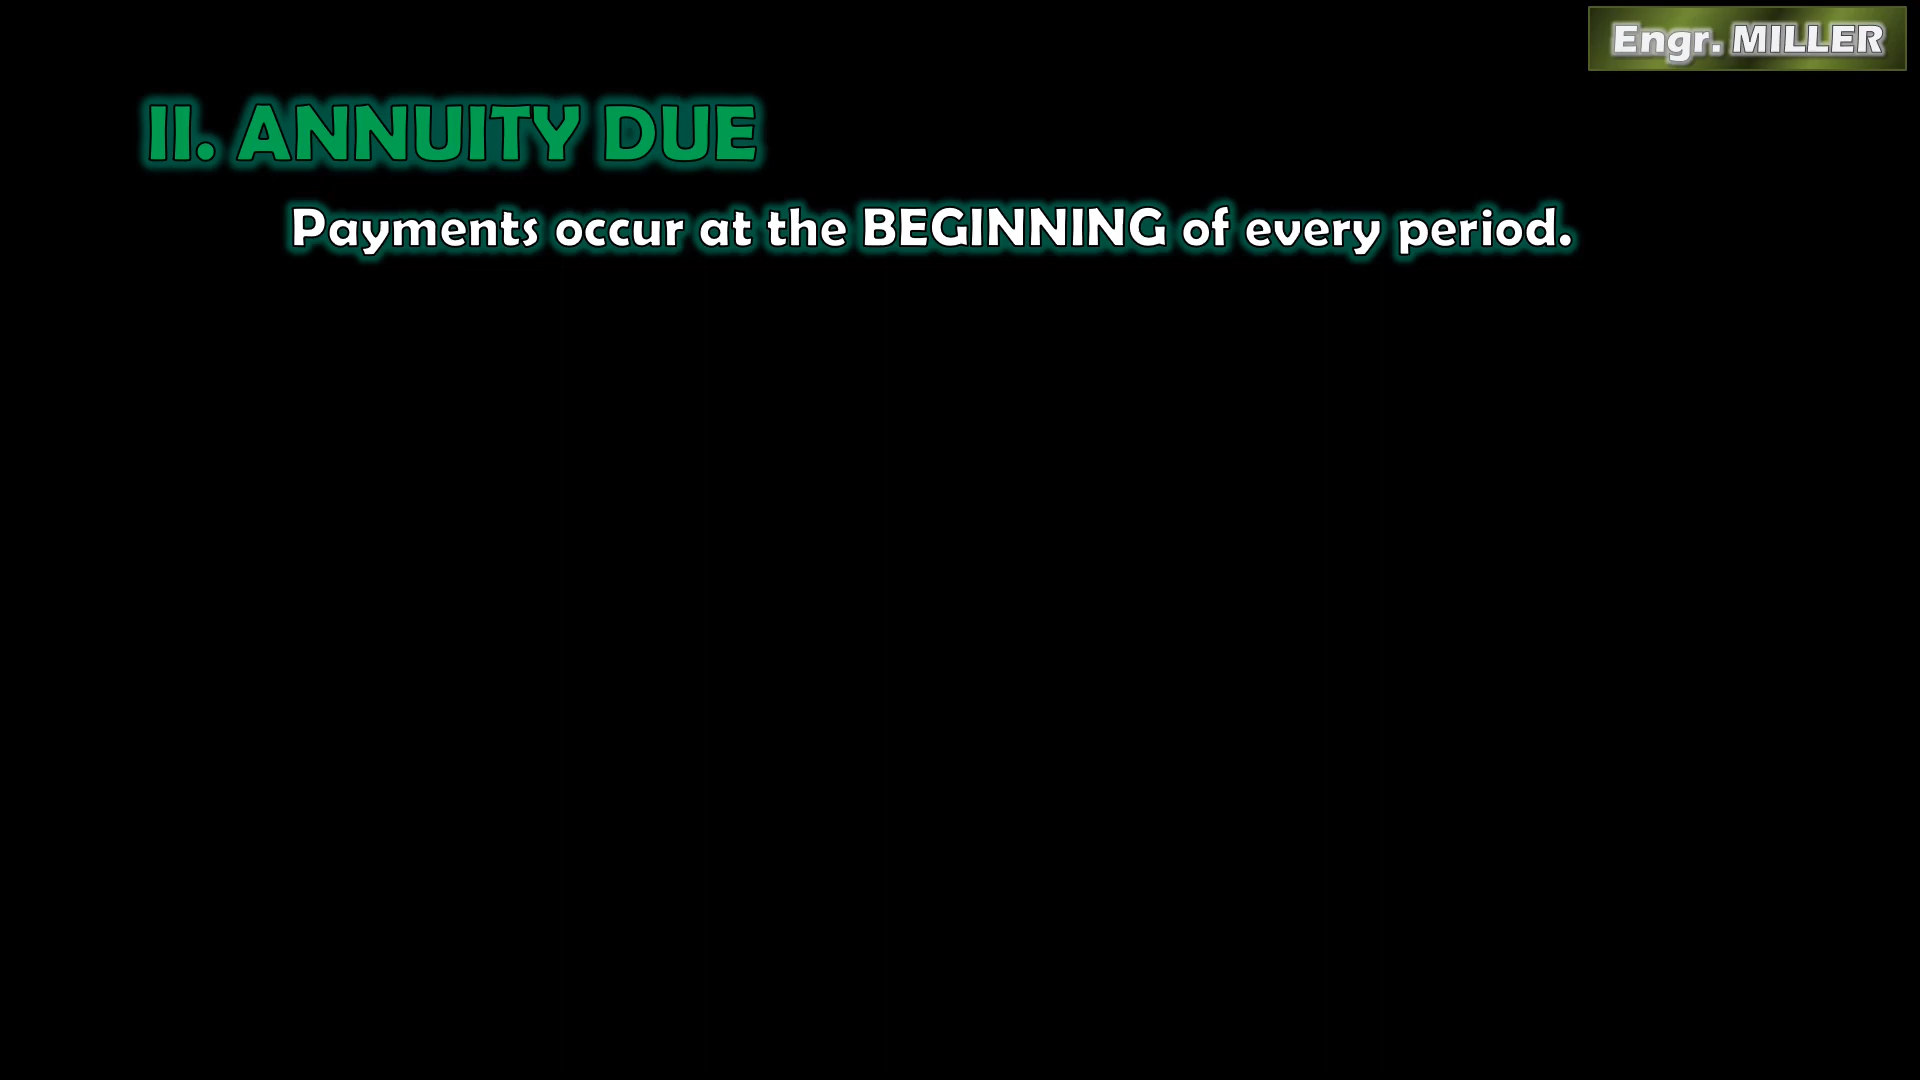 Engr. MILLER
II. ANNUITY DUE
Payments occur at the BEGINNING of every period.